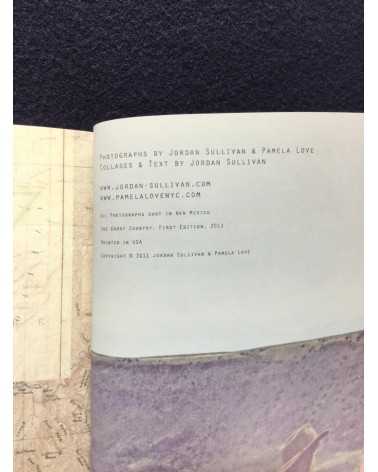 Photographs by Jordan Sullivan & Pamela Love
Collages & Text by Jordan Sullivan
www.jordan-sullivan.com
www.pamelalovenyc.com
All photographs shot in New Mexico
The Ghost Country, First Edition, 2011
Printed in USA
Copyright © 2011 Jordan Sullivan & Pamela Love